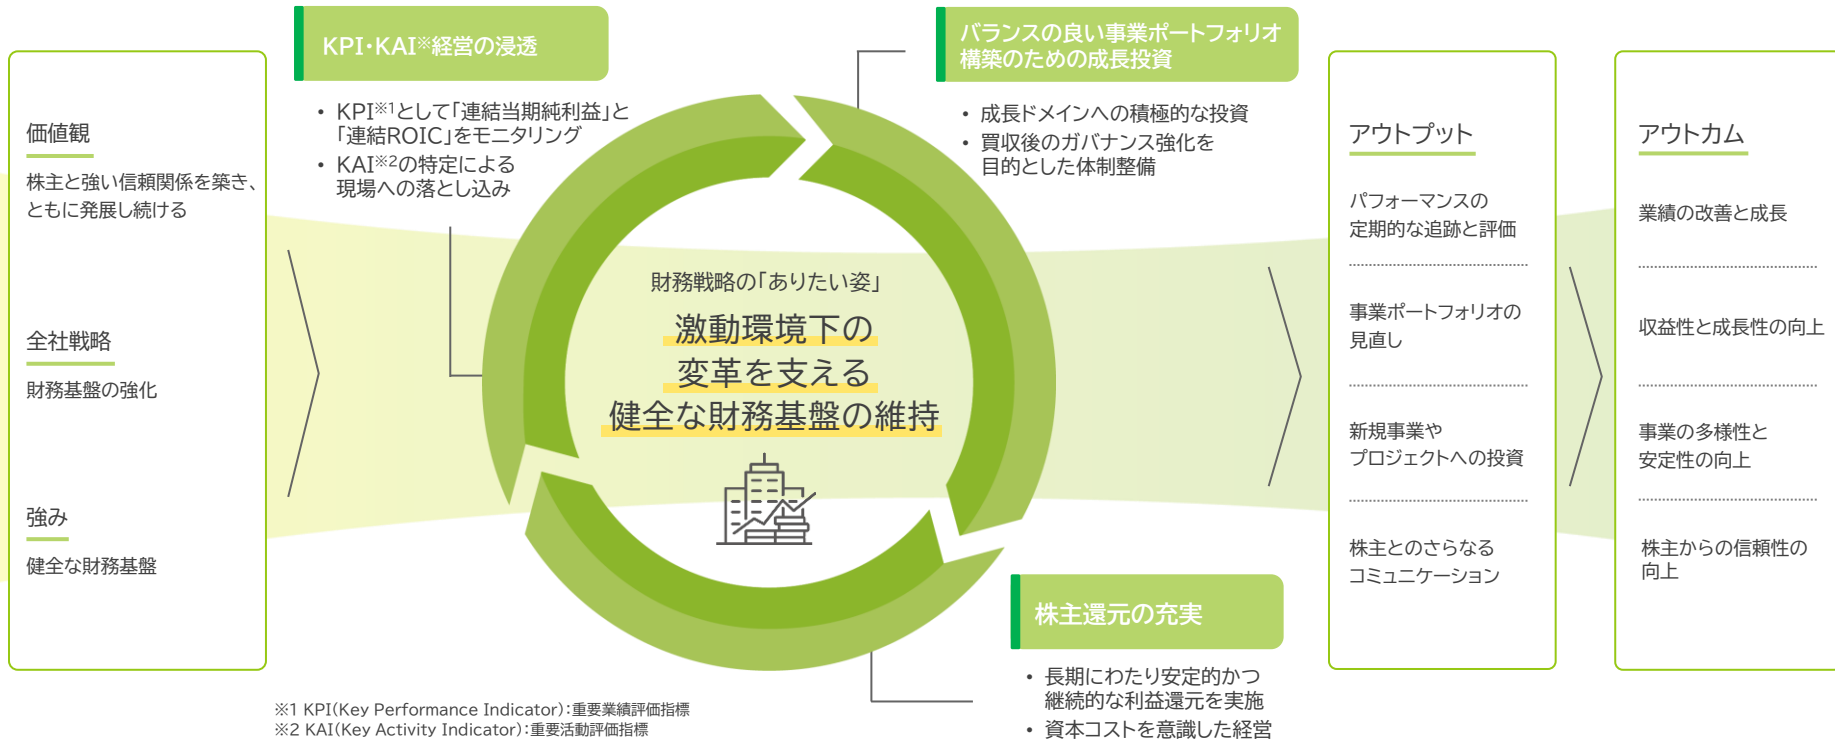 価値観
株主と強い信頼関係を築き、
ともに発展し続ける
全社戦略
財務基盤の強化
強み
健全な財務基盤
KPI・KAI※経営の浸透
・ KPI※1として「連結当期純利益」と
「連結ROIC」をモニタリング
・ KAI※2の特定による
現場への落とし込み
バランスの良い事業ポートフォリオ
構築のための成長投資
・ 成長ドメインへの積極的な投資
・ 買収後のガバナンス強化を
目的とした体制整備
財務戦略の「ありたい姿」
激動環境下の
変革を支える
健全な財務基盤の維持
株主還元の充実
・ 長期にわたり安定的かつ
継続的な利益還元を実施
・ 資本コストを意識した経営
※1 KPI(Key Performance Indicator):重要業績評価指標
※2 KAI(Key Activity Indicator):重要活動評価指標
アウトプット
パフォーマンスの
定期的な追跡と評価
事業ポートフォリオの
見直し
新規事業や
プロジェクトへの投資
株主とのさらなる
コミュニケーション
アウトカム
業績の改善と成長
収益性と成長性の向上
事業の多様性と
安定性の向上
株主からの信頼性の
向上